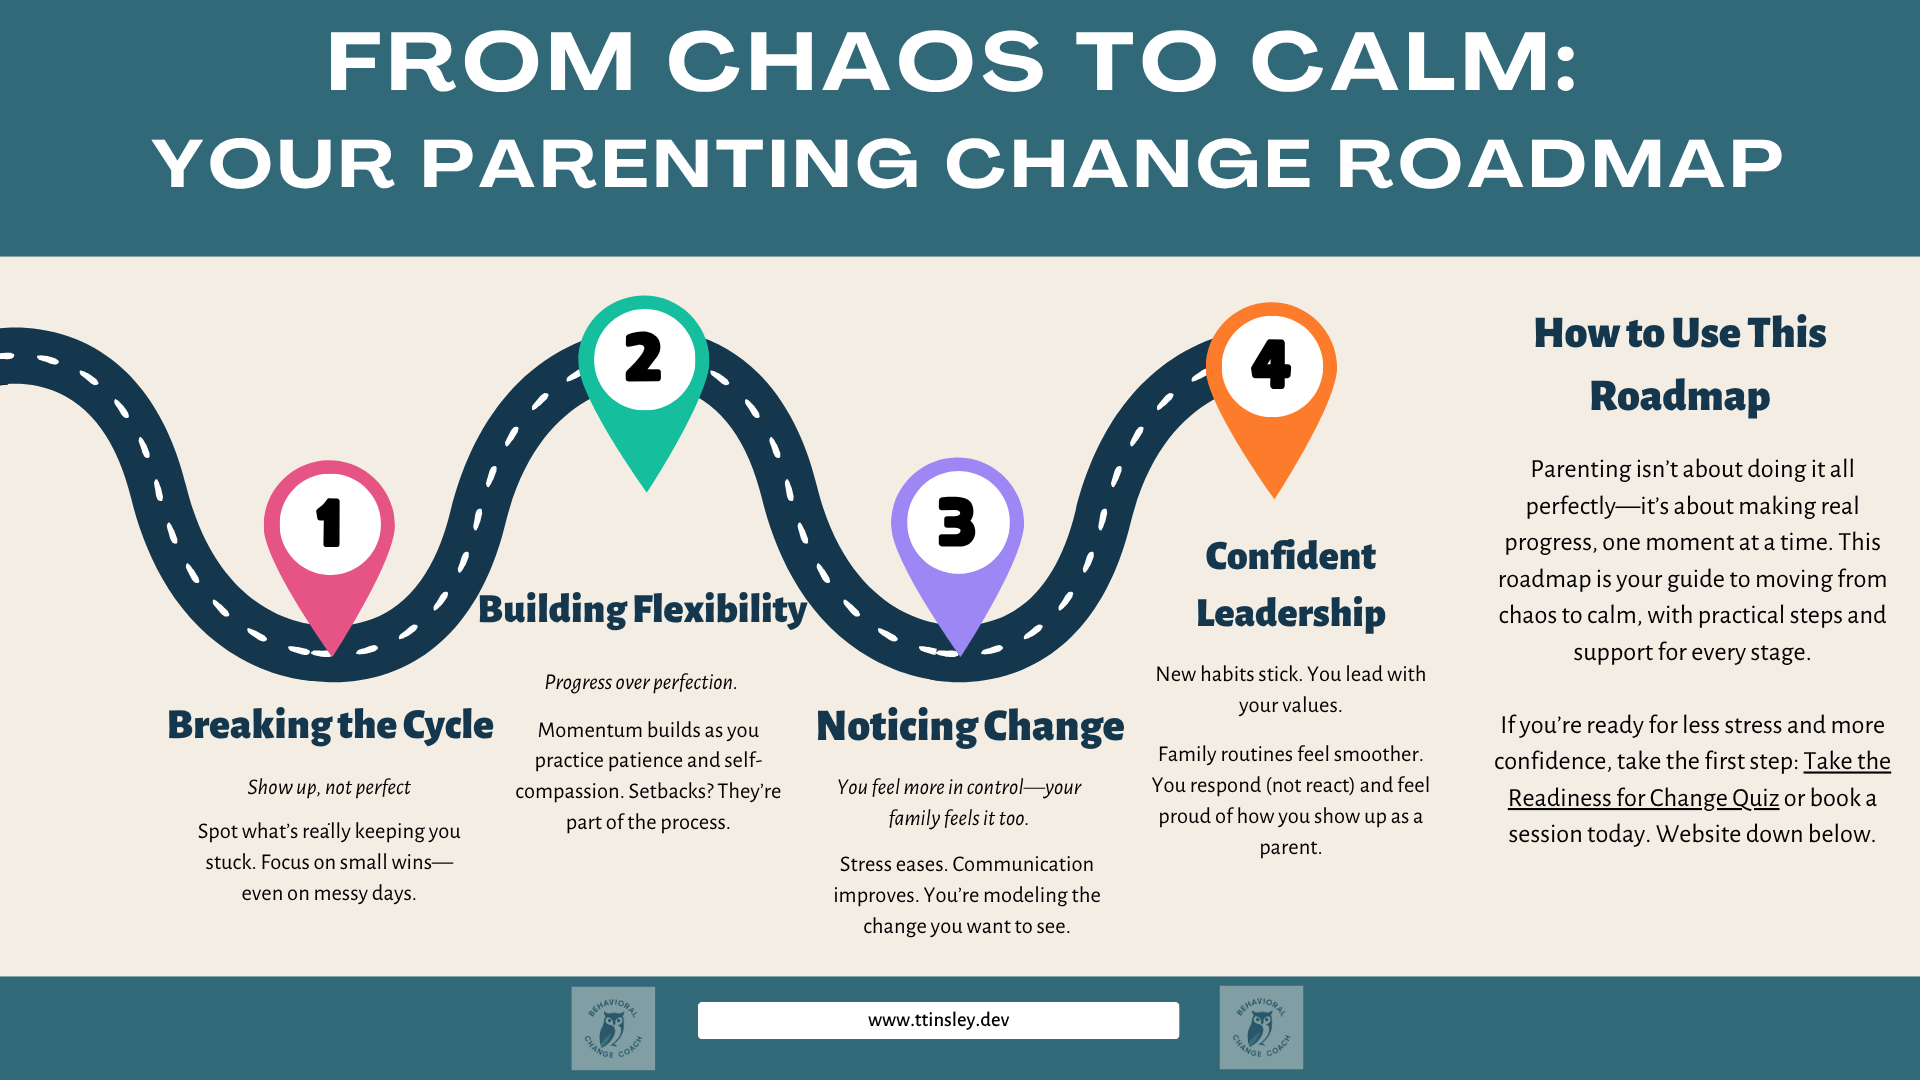 FROM CHAOS TO CALM:
YOUR PARENTING CHANGE ROADMAP
1
Breaking the Cycle
Show up, not perfect
Spot what's really keeping you
stuck. Focus on small wins—
even on messy days.
2
Building Flexibility
Progress over perfection.
Momentum builds as you
practice patience and self-
compassion. Setbacks? They're
part of the process.
3
Noticing Change
You feel more in control—your
family feels it too.
Stress eases. Communication
improves. You're modeling the
change you want to see.
4
Confident
Leadership
New habits stick. You lead with
your values.
Family routines feel smoother.
You respond (not react) and feel
proud of how you show up as a
parent.
How to Use This
Roadmap
Parenting isn't about doing it all
perfectly—it's about making real
progress, one moment at a time. This
roadmap is your guide to moving from
chaos to calm, with practical steps and
support for every stage.
If you're ready for less stress and more
confidence, take the first step: Take the
Readiness for Change Quiz or book a
session today. Website down below.
BEHAVIORAL
CHANGE COACH
www.ttinsley.dev
BEHAVIORAL
CHANGE COACH